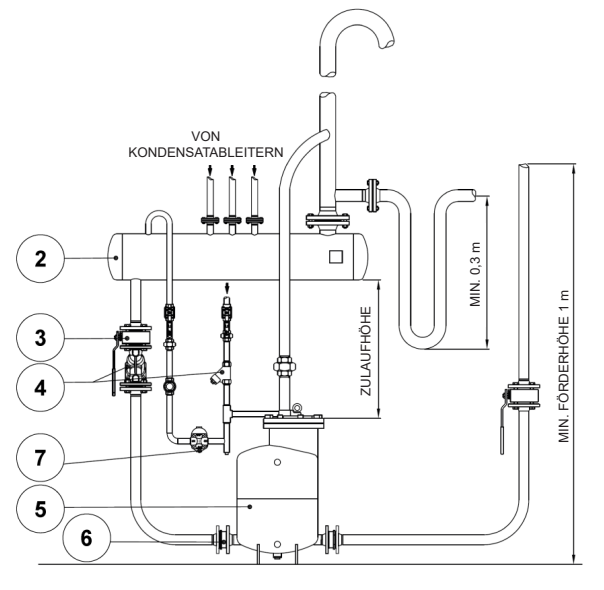 VON
KONDENSATABLEITERN
2
3
4
7
5
6
ZULAUFHÖHE
MIN. 0,3 m
MIN. FÖRDERHÖHE 1 m